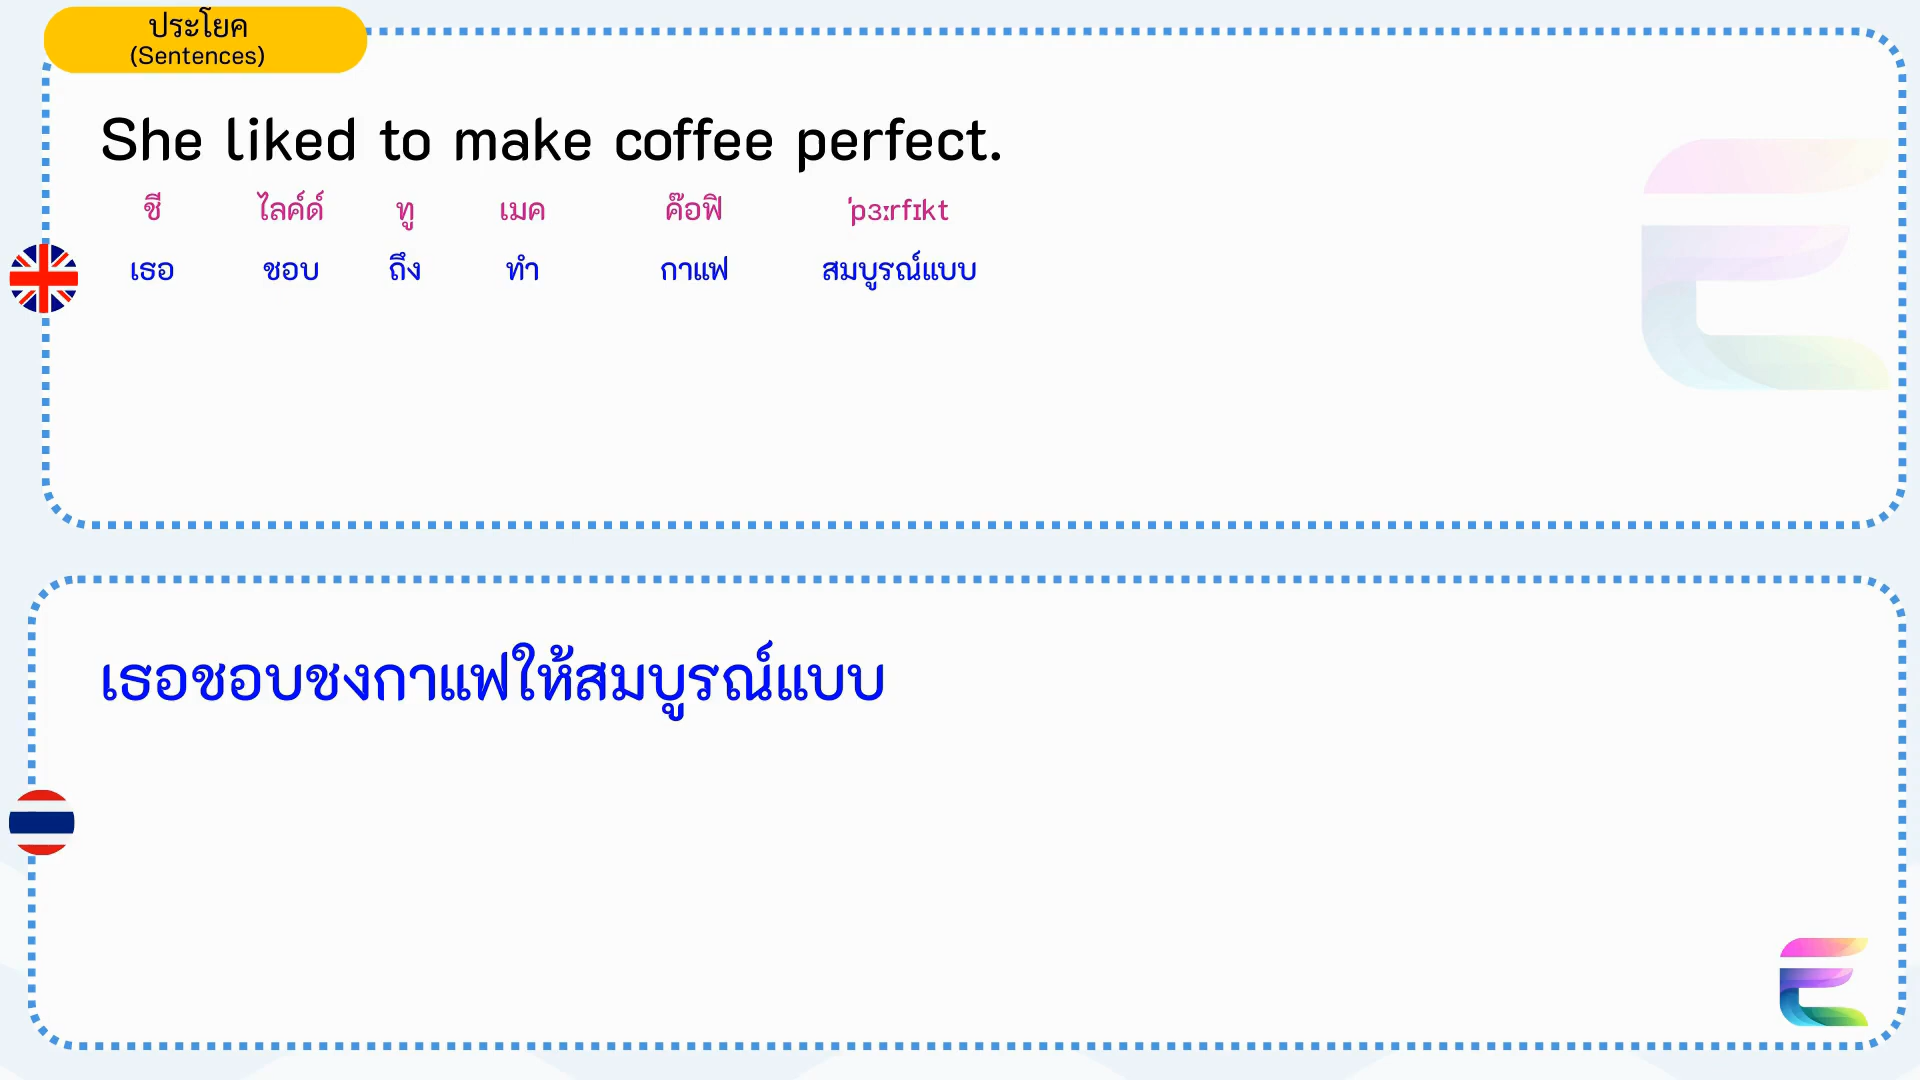 ประโยค
(Sentences)
She liked to make coffee perfect.
ชี ไลค์ด์ ทู เมค ค๊อฟิ ˈpɜːrfɪkt
เธอ ชอบ ถึง ทำ กาแฟ สมบูรณ์แบบ
เธอชอบชงกาแฟให้สมบูรณ์แบบ